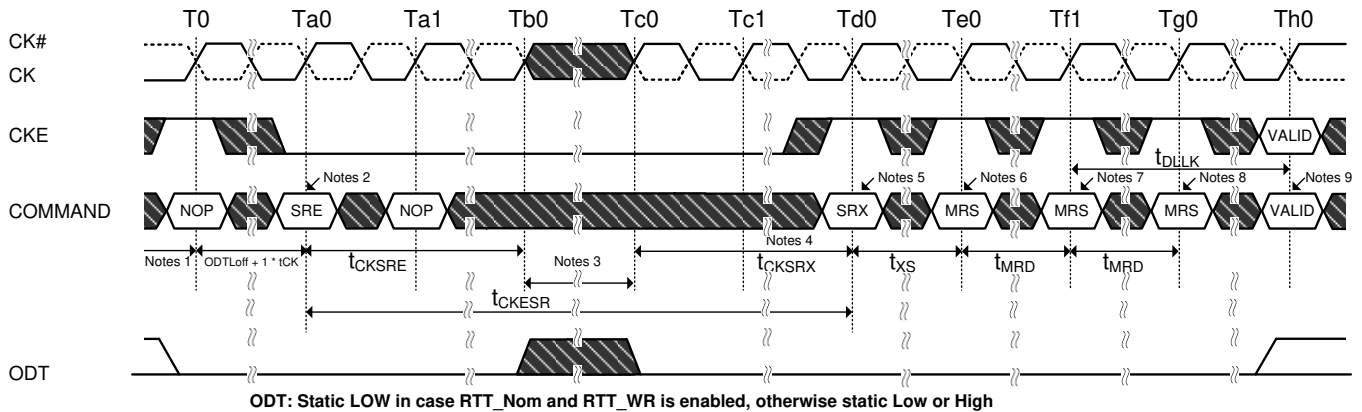 T0 Ta0 Ta1 Tb0 Tc0 Tc1 Td0 Te0 Tf1 Tg0 Th0
CK#
CK
CKE VALID
tDLLK
Notes 2 Notes 5 Notes 6 Notes 7 Notes 8 Notes 9
COMMAND NOP SRE NOP SRX MRS MRS MRS VALID
Notes 1 ODTLoff + 1 * tCK tCKSRE Notes 3 Notes 4 tCKSRX tXS tMRD tMRD
tCKESR
ODT
ODT: Static LOW in case RTT_Nom and RTT_WR is enabled, otherwise static Low or High